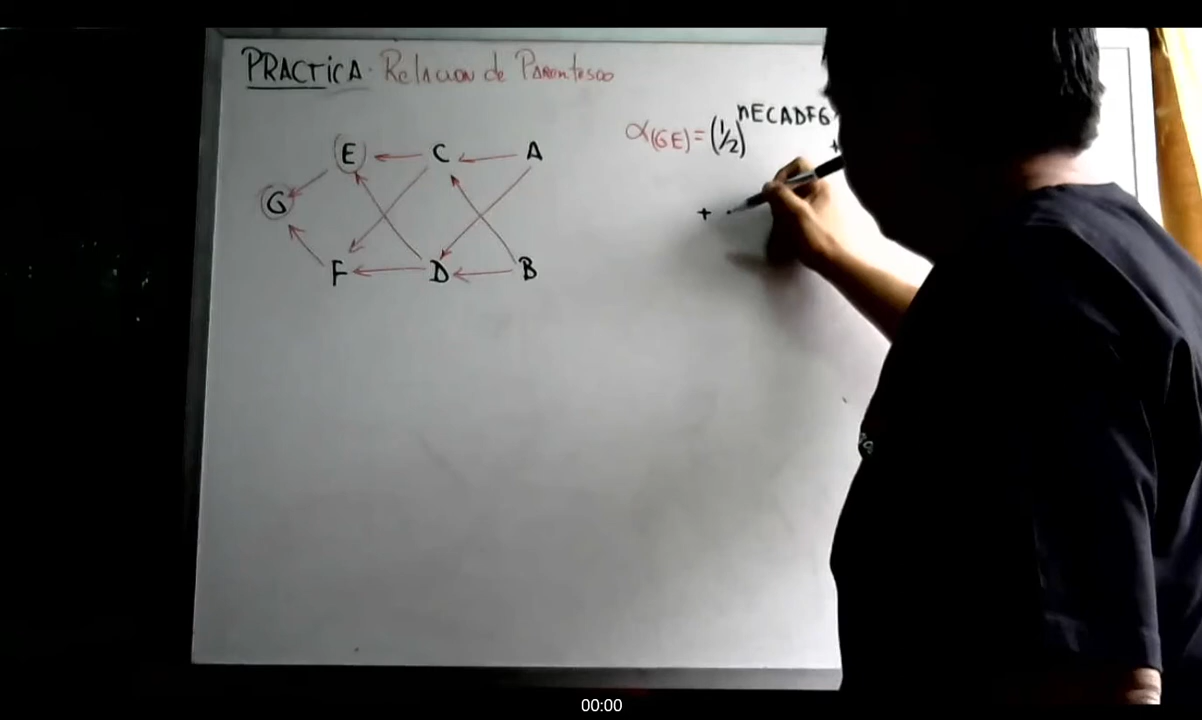 PRACTICA. Relacion de Parentesco
nECADFG
α(GE)=(1/2) +
E C A
G
+
F D B
00:00